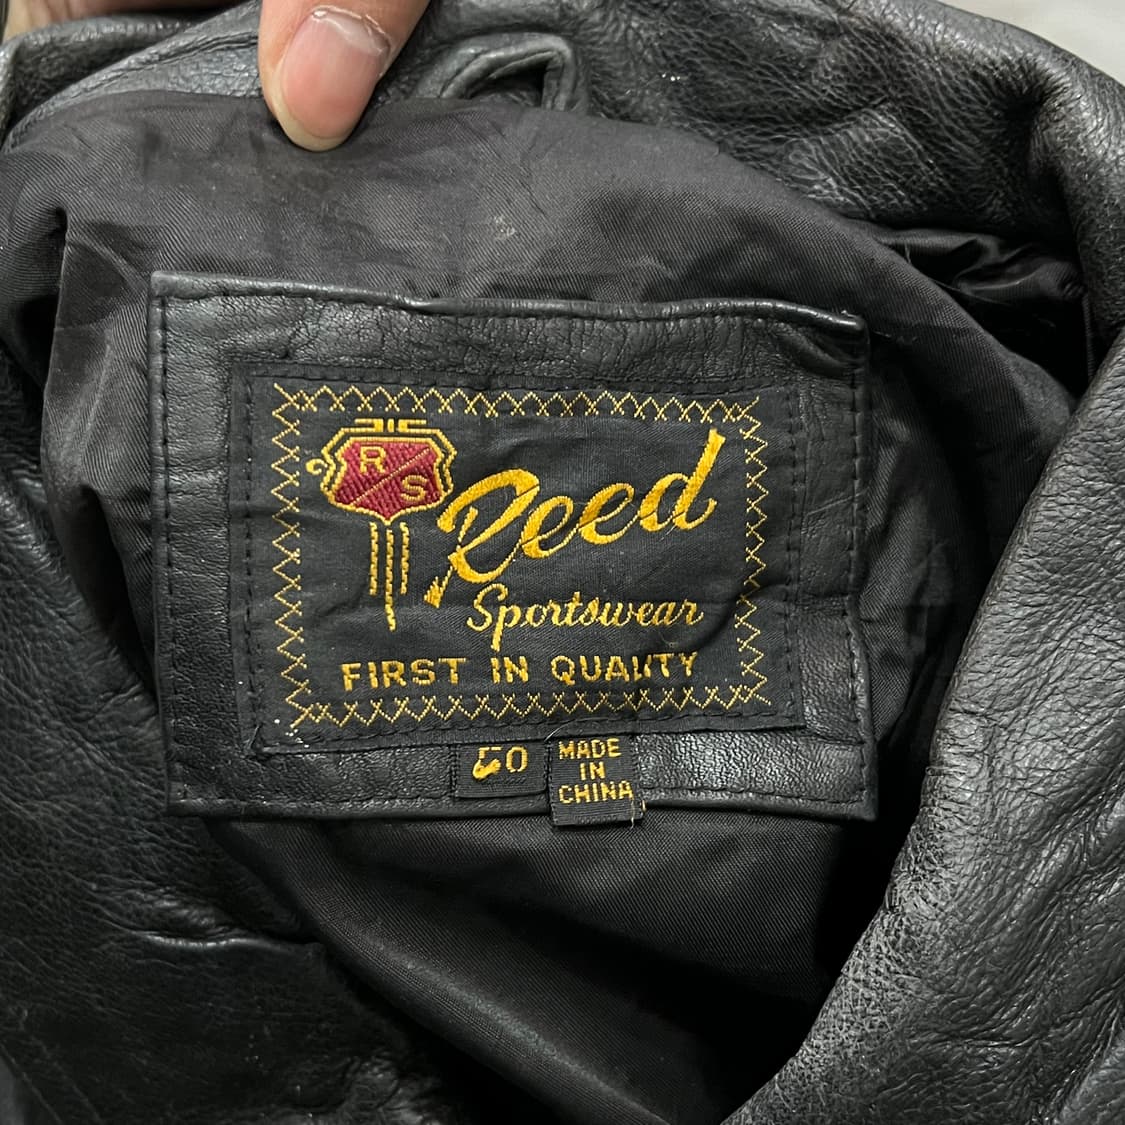 R
S
Reed
Sportswear
FIRST IN QUALITY
50
MADE
IN
CHINA